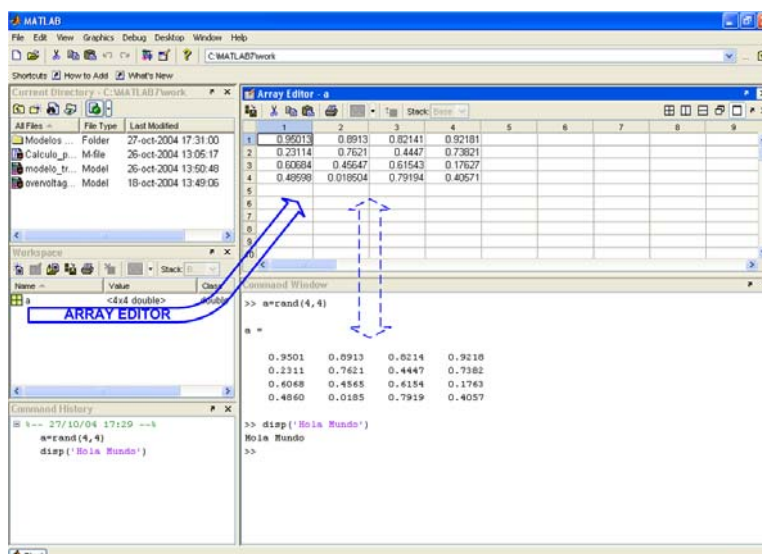 MATLAB
File Edit View Graphics Debug Desktop Window Help
C:\MATLAB7\work
Shortcuts How to Add What's New
Current Directory - C:\MATLAB7\work
All Files File Type Last Modified
Modelos ... Folder 27-oct-2004 17:31:00
Calculo_p... M-file 26-oct-2004 13:05:17
modelo_tr... Model 26-oct-2004 13:50:48
overvoltag... Model 18-oct-2004 13:49:06
Array Editor - a
Stack: Base
1 2 3 4 5 6 7 8 9
1 0.95013 0.8913 0.82141 0.92181
2 0.23114 0.7621 0.4447 0.73821
3 0.60684 0.45647 0.61543 0.17627
4 0.48598 0.018504 0.79194 0.40571
5
6
7
8
9
10
Workspace
Stack:
Name Value Class
a <4x4 double> double
ARRAY EDITOR
Command History
%-- 27/10/04 17:29 --%
a=rand(4,4)
disp('Hola Mundo')
Command Window
>> a=rand(4,4)
a =
0.9501 0.8913 0.8214 0.9218
0.2311 0.7621 0.4447 0.7382
0.6068 0.4565 0.6154 0.1763
0.4860 0.0185 0.7919 0.4057
>> disp('Hola Mundo')
Hola Mundo
>>